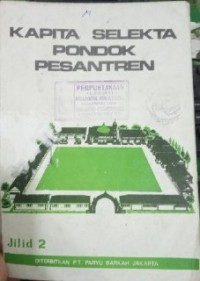 KAPITA SELEKTA
PONDOK
PESANTREN
PERPUSTAKAAN
Jilid 2
DITERBITKAN P.T. PARYU BARKAH JAKARTA